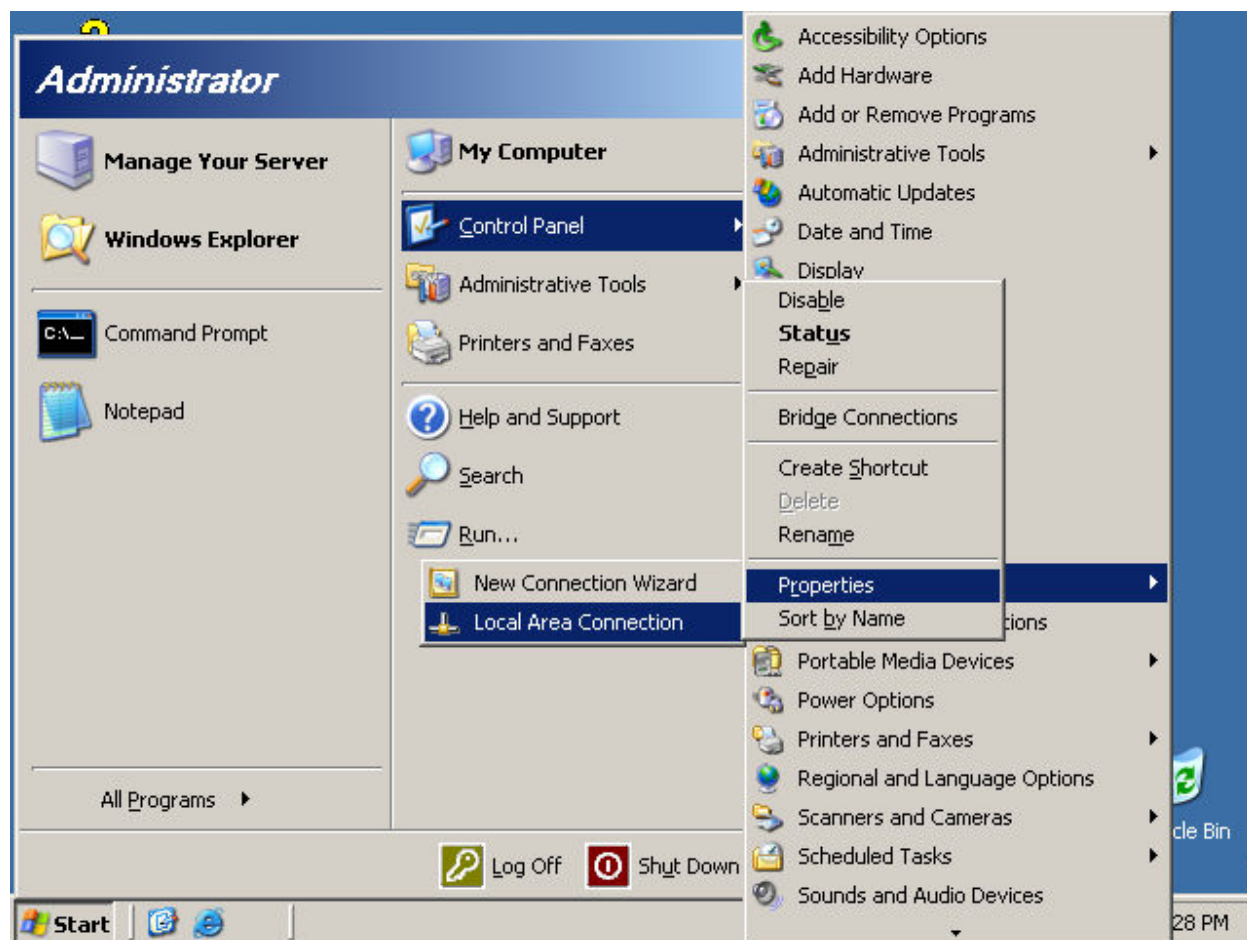 Administrator
Manage Your Server
Windows Explorer
C:\_
Command Prompt
Notepad
All Programs
My Computer
Control Panel
Administrative Tools
Printers and Faxes
Help and Support
Search
Run...
New Connection Wizard
Local Area Connection
Log Off
Shut Down
Accessibility Options
Add Hardware
Add or Remove Programs
Administrative Tools
Automatic Updates
Date and Time
Display
Disable
Status
Repair
Bridge Connections
Create Shortcut
Delete
Rename
Properties
Sort by Name
tions
Portable Media Devices
Power Options
Printers and Faxes
Regional and Language Options
Scanners and Cameras
Scheduled Tasks
Sounds and Audio Devices
cle Bin
Start
28 PM